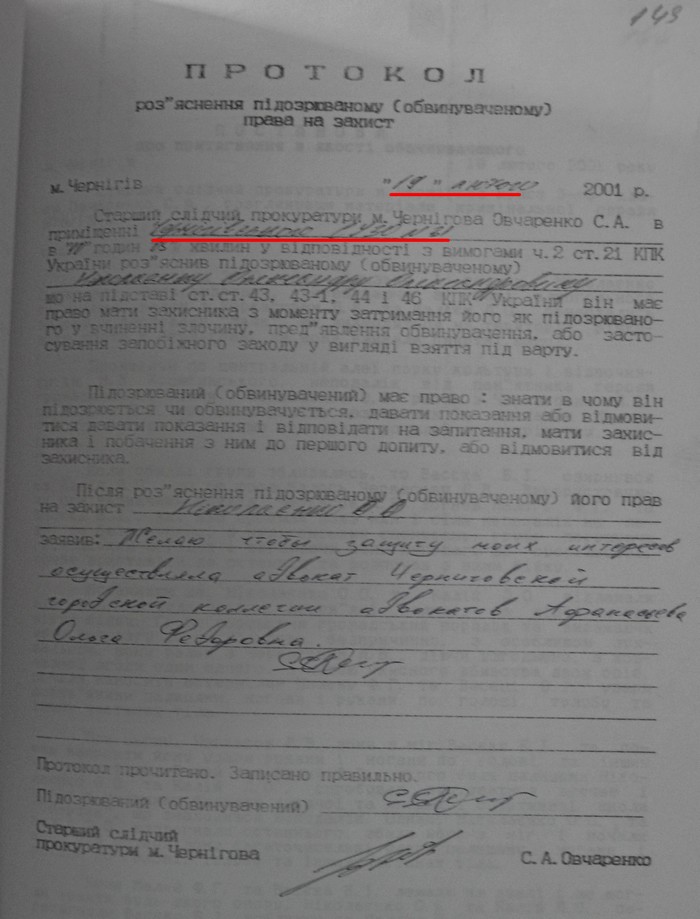 149
ПРОТОКОЛ
роз"яснення підозрюваному (обвинуваченому)
права на захист
м. Чернігів "19" лютого 2001 р.
Старший слідчий прокуратури м. Чернігова Овчаренко С.А. в
приміщенні
в годин 15 хвилин у відповідності з вимогами ч.2 ст.21 КПК
України роз"яснив підозрюваному (обвинуваченому)
що на підставі ст.ст.43, 43-1, 44 і 46 КПК України він має
право мати захисника з моменту затримання його як підозрювано-
го у вчиненні злочину, пред"явлення обвинувачення, або засто-
сування запобіжного заходу у вигляді взяття під варту.
Підозрюваний (обвинувачений) має право : знати в чому він
підозрюється чи обвинувачується, давати показання або відмови-
тися давати показання і відповідати на запитання, мати захис-
ника і побачення з ним до першого допиту, або відмовитися від
захисника.
Після роз"яснення підозрюваному (обвинуваченому) його прав
на захист
заявив: Желаю чтобы защиту моих интересов
осуществляла адвокат Черниговской
городской коллегии адвокатов Афанасьева
Ольга Федоровна.
Протокол прочитано. Записано правильно.
Підозрюваний (обвинувачений)
Старший слідчий
прокуратури м. Чернігова С.А.Овчаренко